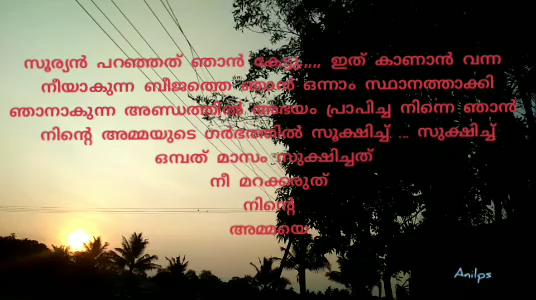 സൂര്യൻ പറഞ്ഞത് ഞാൻ കേട്ടു.... ഇത് കാണാൻ വന്ന
നീയാകുന്ന ബീജത്തെ ഞാൻ ഒന്നാം സ്ഥാനത്താക്കി
ഞാനാകുന്ന അണ്ഡത്തിൽ അഭയം പ്രാപിച്ച നിന്നെ ഞാൻ
നിന്റെ അമ്മയുടെ ഗർഭത്തിൽ സൂക്ഷിച്ച് ... സുക്ഷിച്ച്
ഒമ്പത് മാസം സുക്ഷിച്ചത്
നീ മറക്കരുത്
നിന്റെ
അമ്മയെ
Anilps